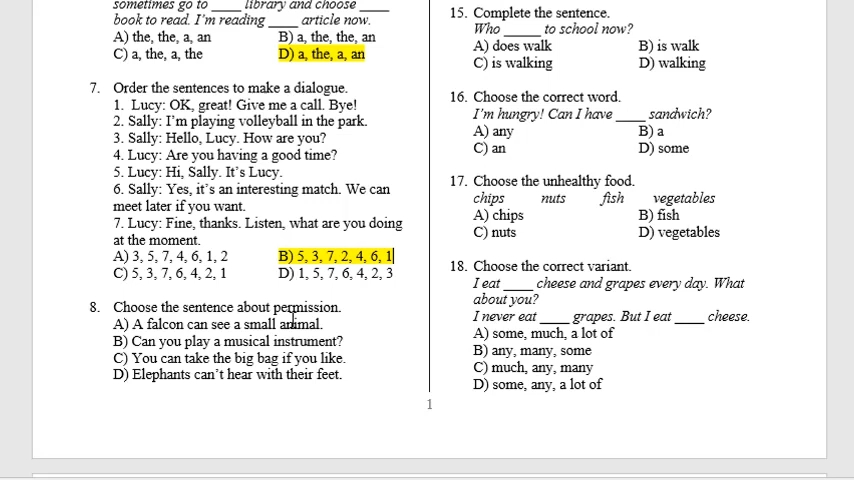 sometimes go to ____ library and choose ____
book to read. I'm reading ____ article now.
A) the, the, a, an B) a, the, the, an
C) a, the, a, the D) a, the, a, an
7. Order the sentences to make a dialogue.
1. Lucy: OK, great! Give me a call. Bye!
2. Sally: I'm playing volleyball in the park.
3. Sally: Hello, Lucy. How are you?
4. Lucy: Are you having a good time?
5. Lucy: Hi, Sally. It's Lucy.
6. Sally: Yes, it's an interesting match. We can
meet later if you want.
7. Lucy: Fine, thanks. Listen, what are you doing
at the moment.
A) 3, 5, 7, 4, 6, 1, 2 B) 5, 3, 7, 2, 4, 6, 1
C) 5, 3, 7, 6, 4, 2, 1 D) 1, 5, 7, 6, 4, 2, 3
8. Choose the sentence about permission.
A) A falcon can see a small animal.
B) Can you play a musical instrument?
C) You can take the big bag if you like.
D) Elephants can't hear with their feet.
15. Complete the sentence.
Who _____ to school now?
A) does walk B) is walk
C) is walking D) walking
16. Choose the correct word.
I'm hungry! Can I have ____ sandwich?
A) any B) a
C) an D) some
17. Choose the unhealthy food.
chips nuts fish vegetables
A) chips B) fish
C) nuts D) vegetables
18. Choose the correct variant.
I eat ____ cheese and grapes every day. What
about you?
I never eat ____ grapes. But I eat ____ cheese.
A) some, much, a lot of
B) any, many, some
C) much, any, many
D) some, any, a lot of
1